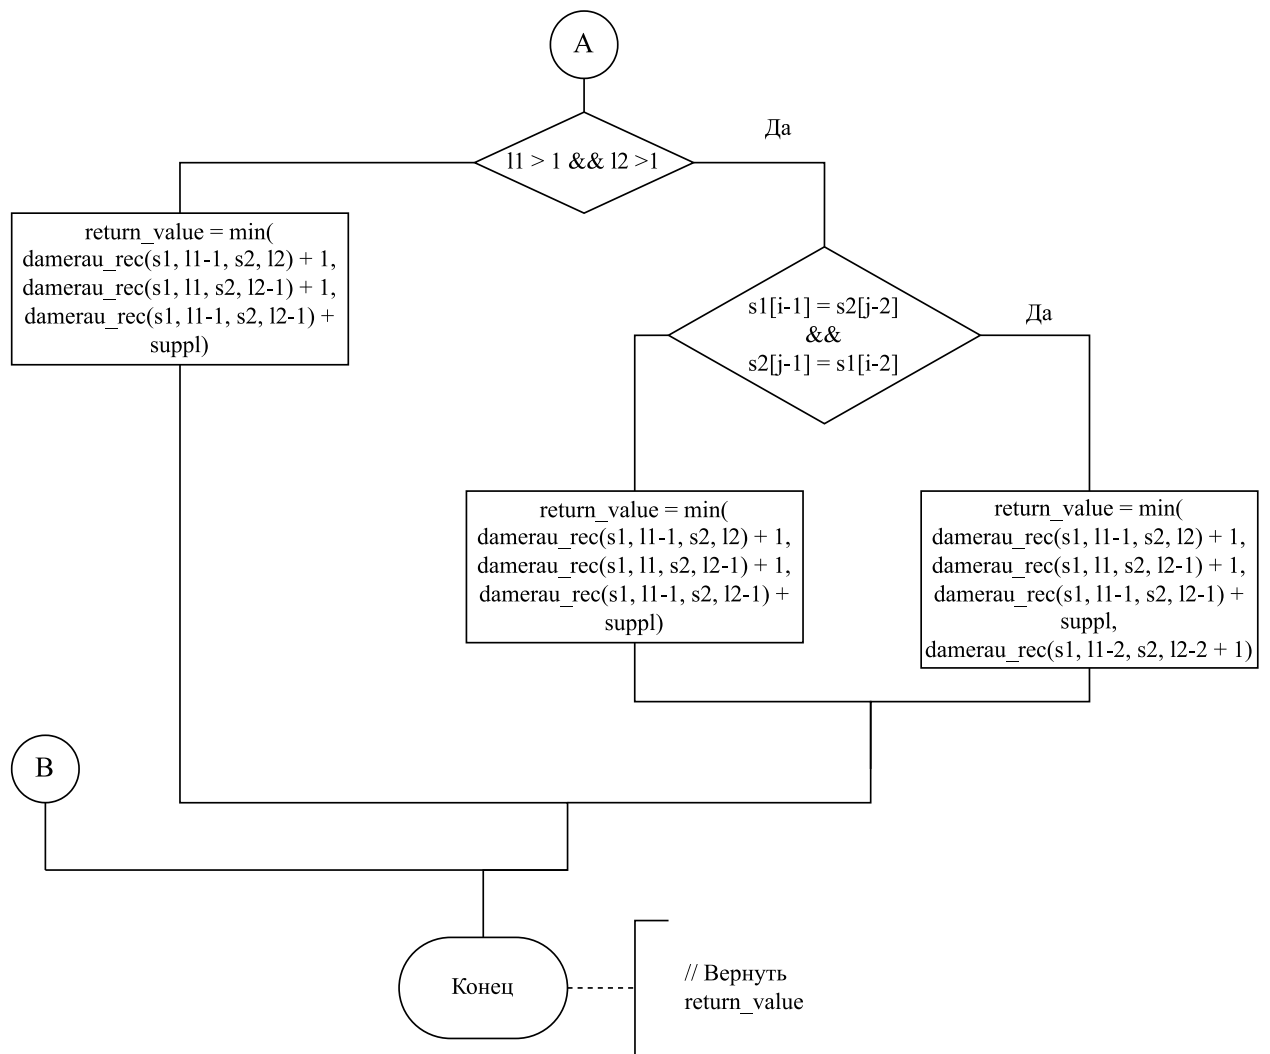 A
Да
l1 > 1 && l2 >1
return_value = min(
damerau_rec(s1, l1-1, s2, l2) + 1,
damerau_rec(s1, l1, s2, l2-1) + 1,
damerau_rec(s1, l1-1, s2, l2-1) +
suppl)
s1[i-1] = s2[j-2]
&&
s2[j-1] = s1[i-2]
Да
return_value = min(
damerau_rec(s1, l1-1, s2, l2) + 1,
damerau_rec(s1, l1, s2, l2-1) + 1,
damerau_rec(s1, l1-1, s2, l2-1) +
suppl)
return_value = min(
damerau_rec(s1, l1-1, s2, l2) + 1,
damerau_rec(s1, l1, s2, l2-1) + 1,
damerau_rec(s1, l1-1, s2, l2-1) +
suppl,
damerau_rec(s1, l1-2, s2, l2-2 + 1)
B
Конец
// Вернуть
return_value